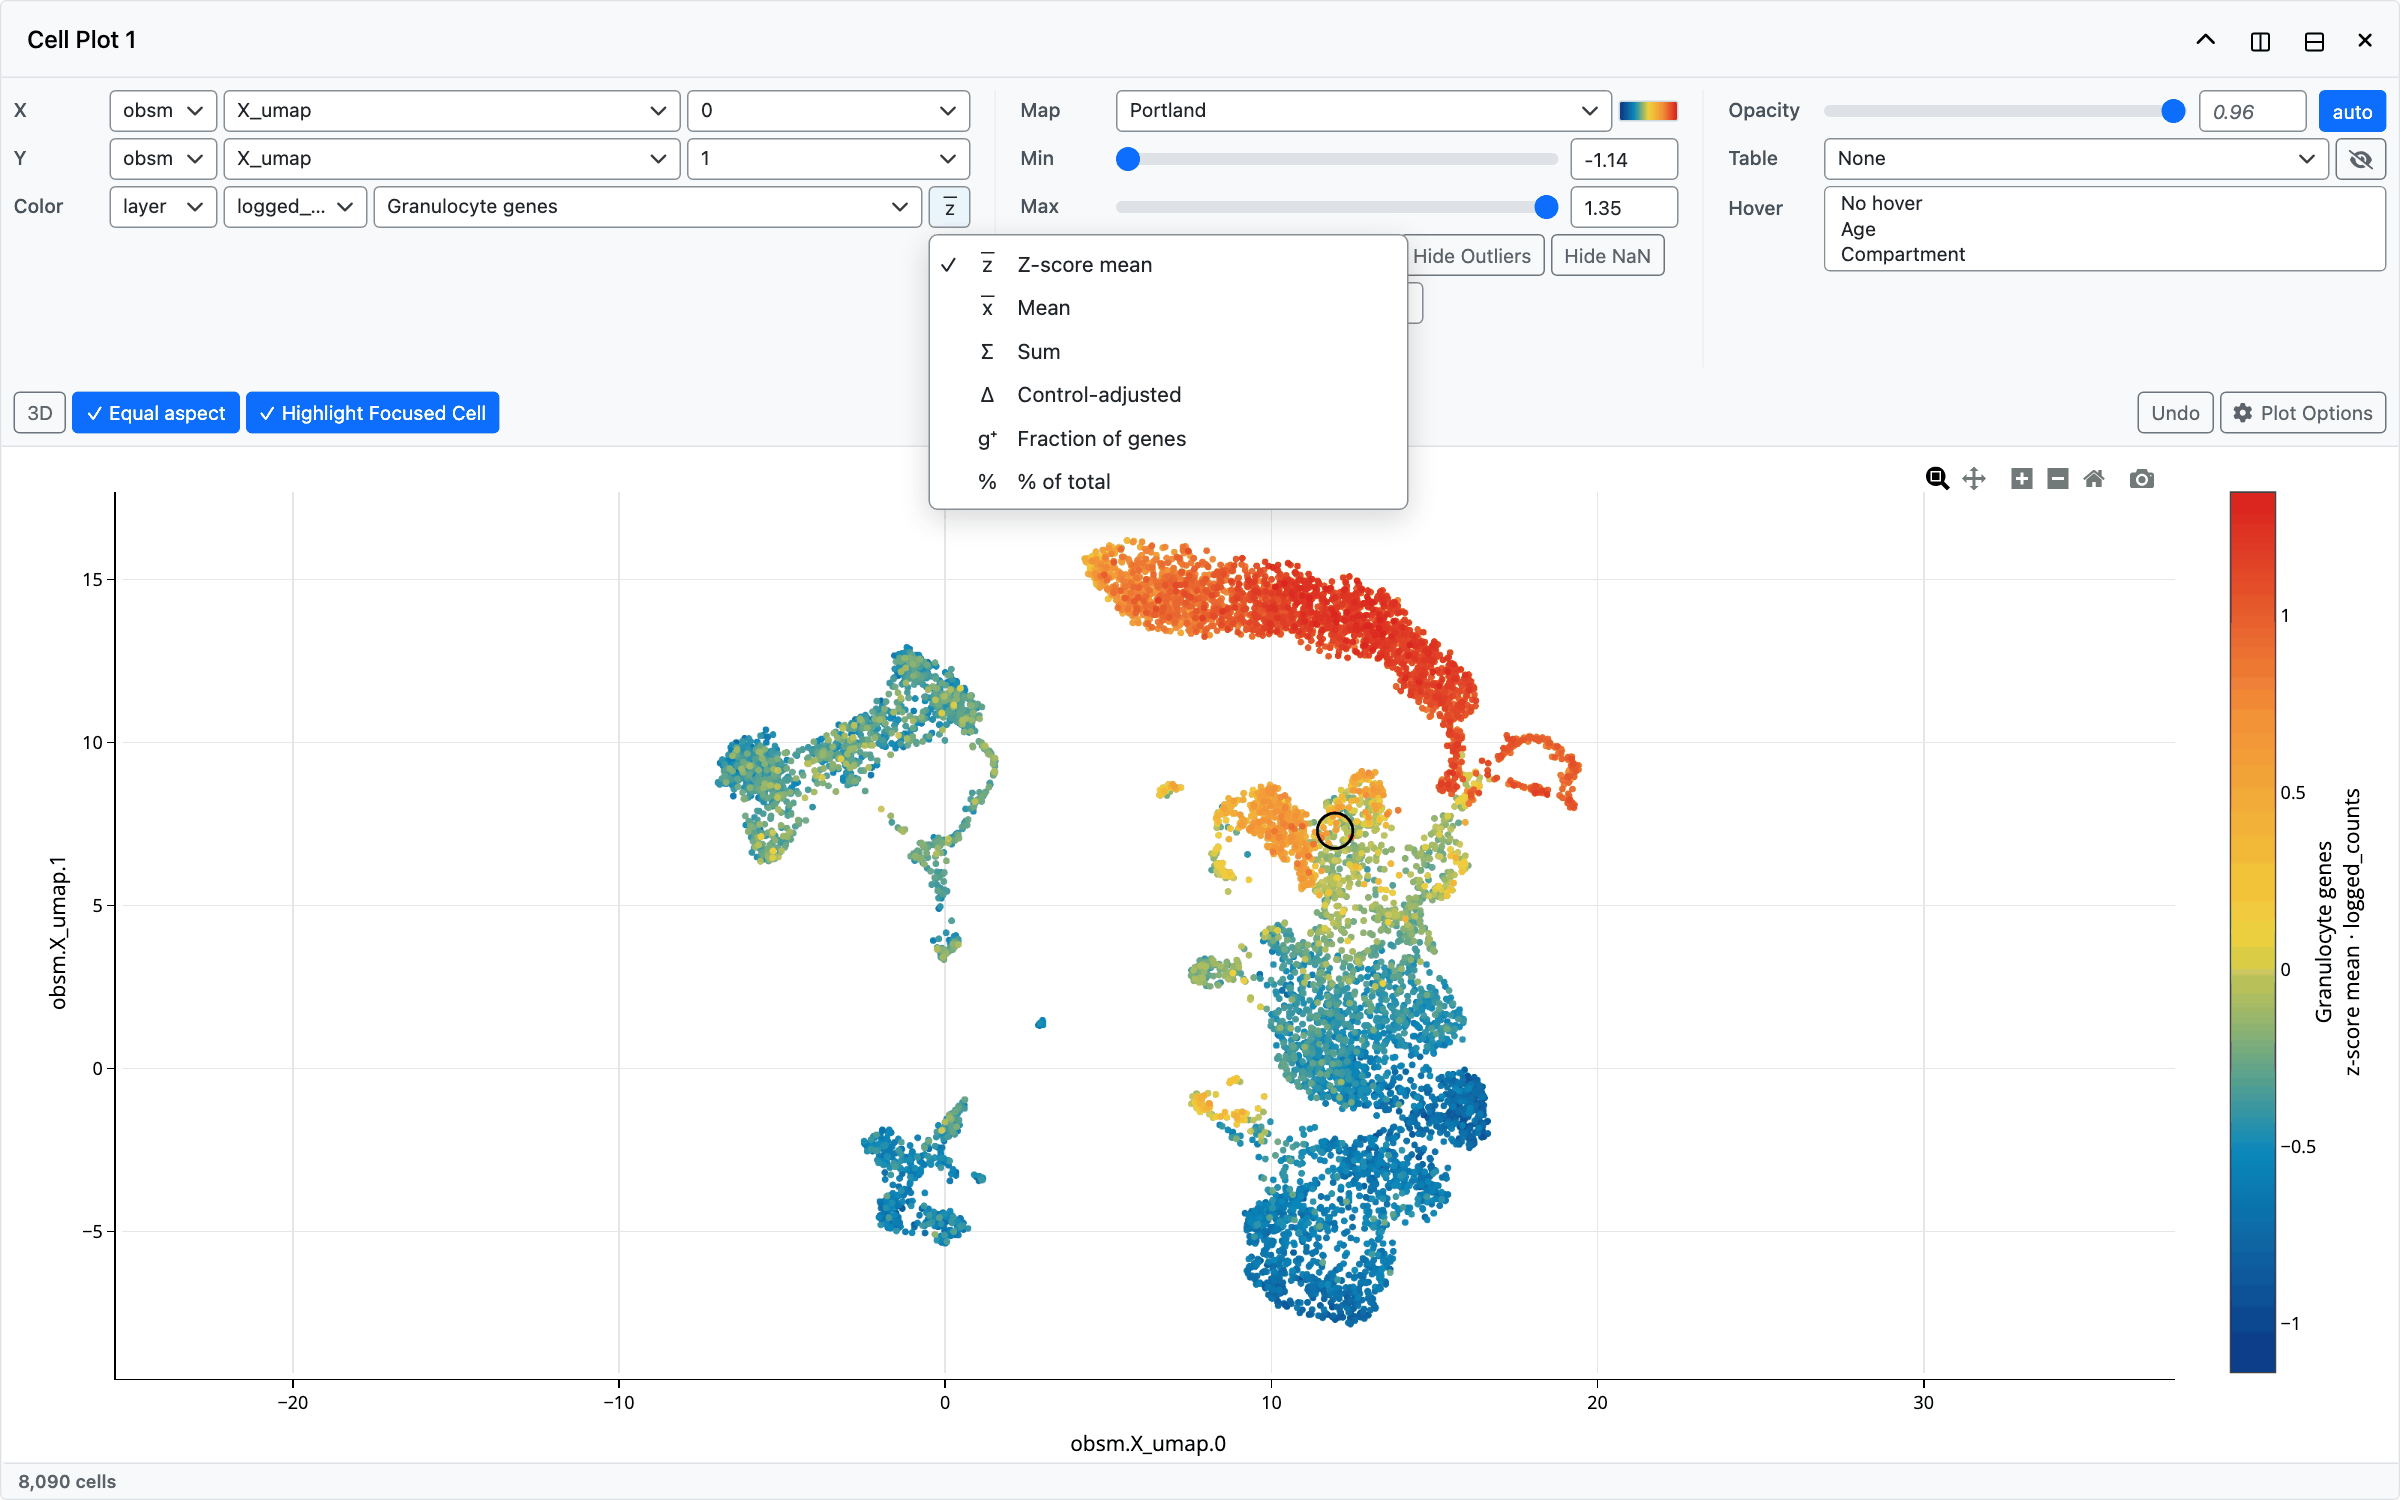 Cell Plot 1
X obsm X_umap 0
Y obsm X_umap 1
Color layer logged_... Granulocyte genes z
Map Portland
Min -1.14
Max 1.35
Hide Outliers Hide NaN
Opacity 0.96 auto
Table None
Hover No hover
Age
Compartment
✓ z Z-score mean
x Mean
Σ Sum
Δ Control-adjusted
g⁺ Fraction of genes
% % of total
3D ✓ Equal aspect ✓ Highlight Focused Cell
Undo Plot Options
15
10
5
0
−5
obsm.X_umap.1
−20 −10 0 10 20 30
obsm.X_umap.0
1
0.5
0
−0.5
−1
Granulocyte genes
z-score mean · logged_counts
8,090 cells